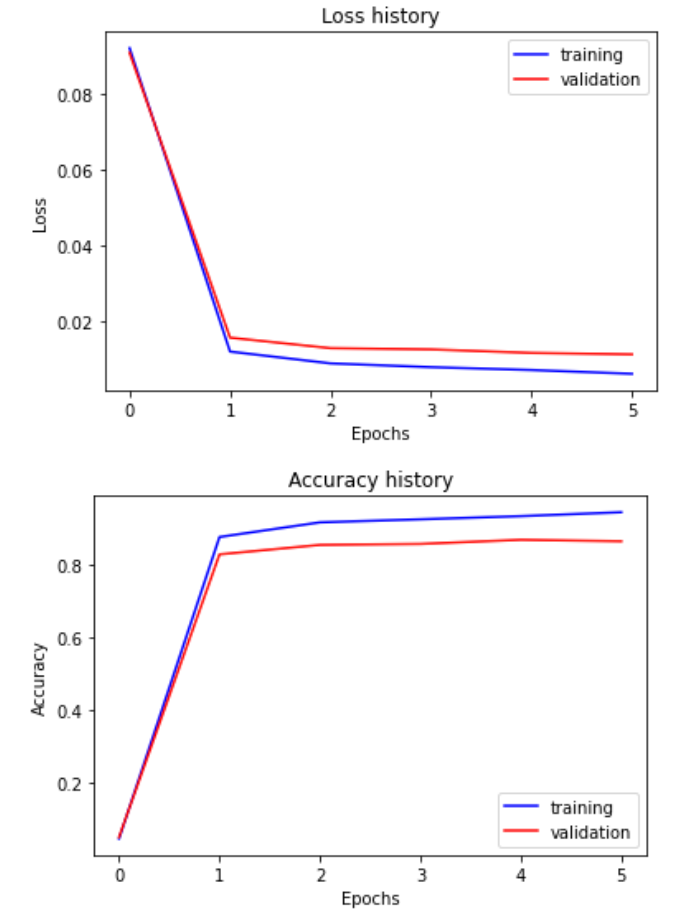 Loss history
training
validation
0.08
0.06
0.04
0.02
Loss
0 1 2 3 4 5
Epochs
Accuracy history
0.8
0.6
0.4
0.2
Accuracy
training
validation
0 1 2 3 4 5
Epochs